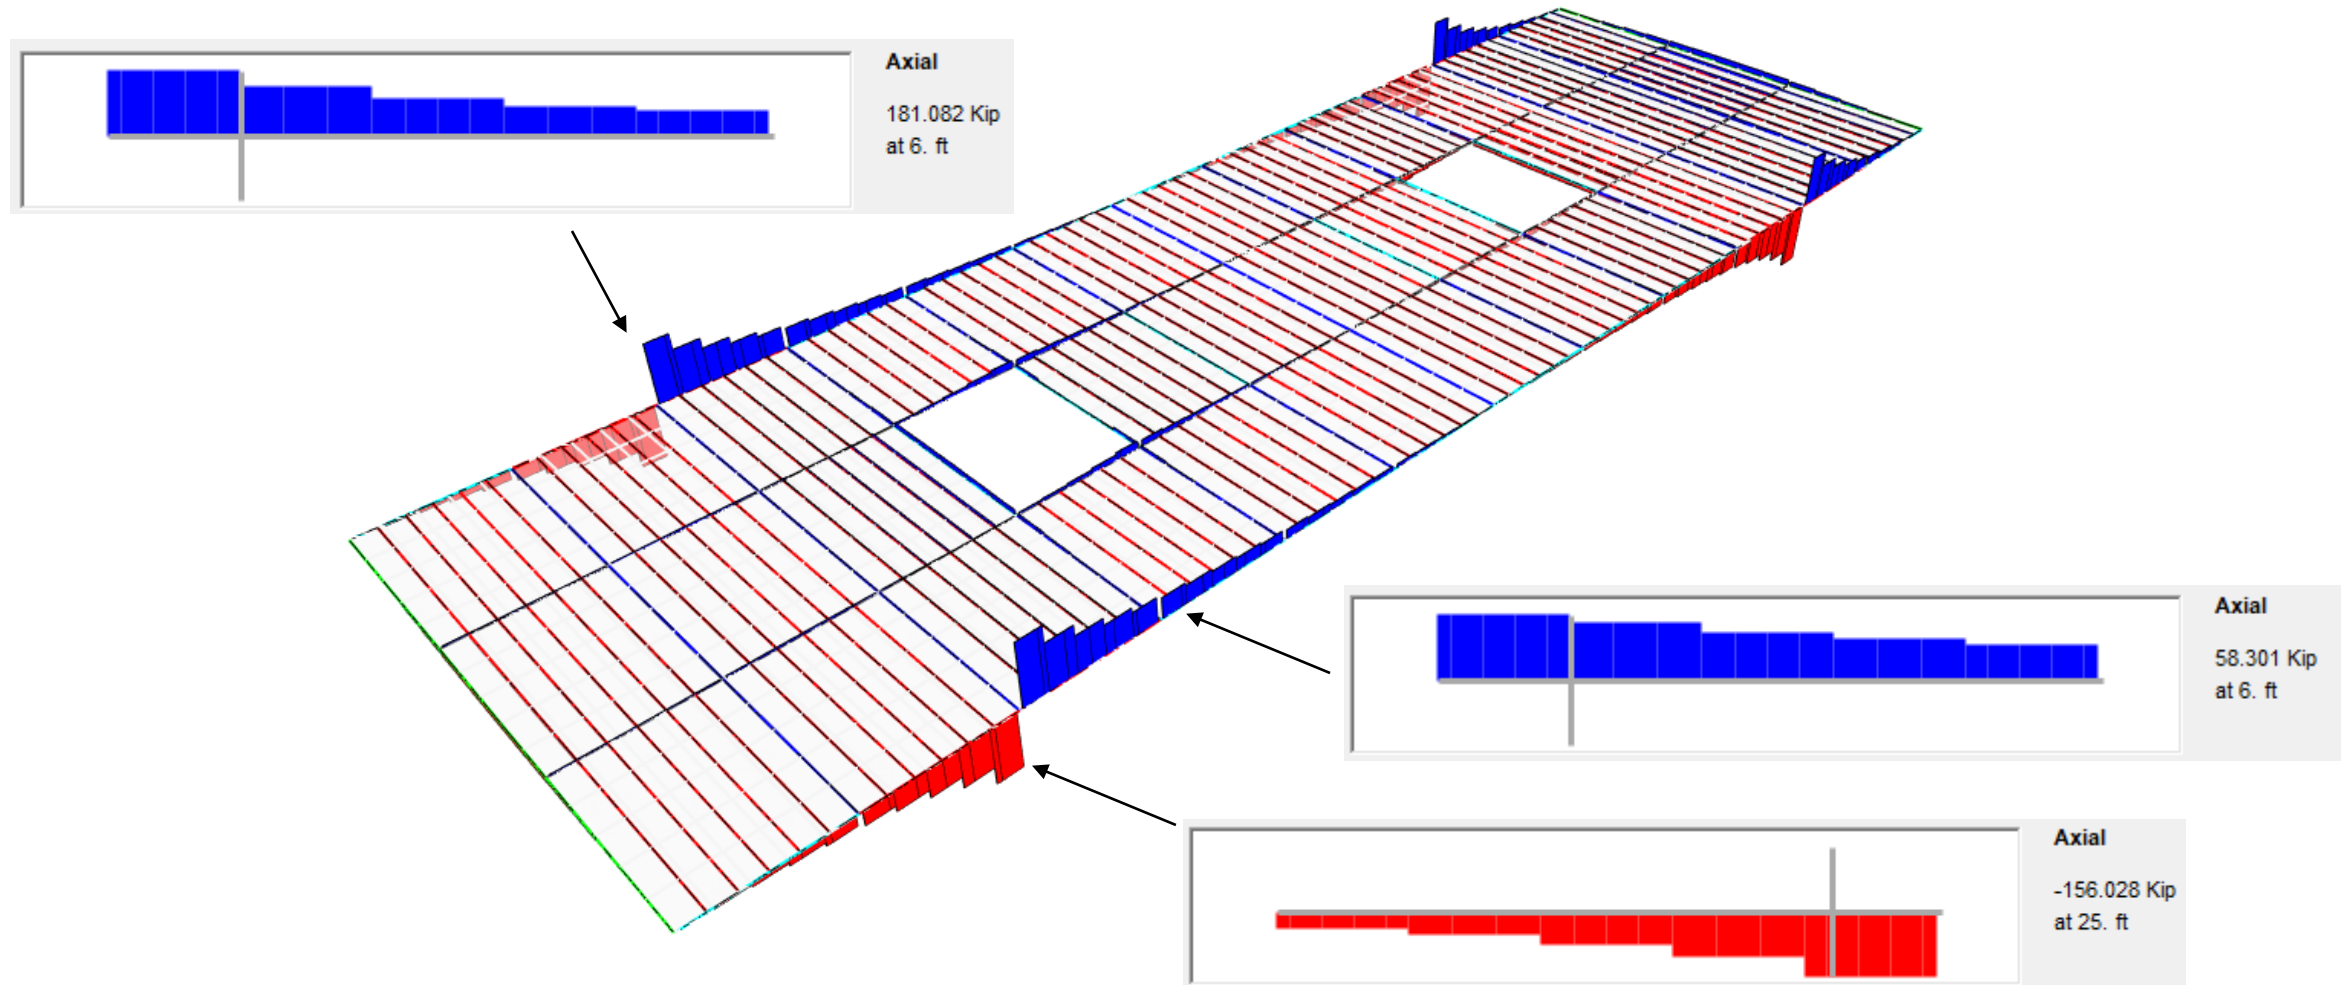 Axial
181.082 Kip
at 6. ft
Axial
58.301 Kip
at 6. ft
Axial
-156.028 Kip
at 25. ft